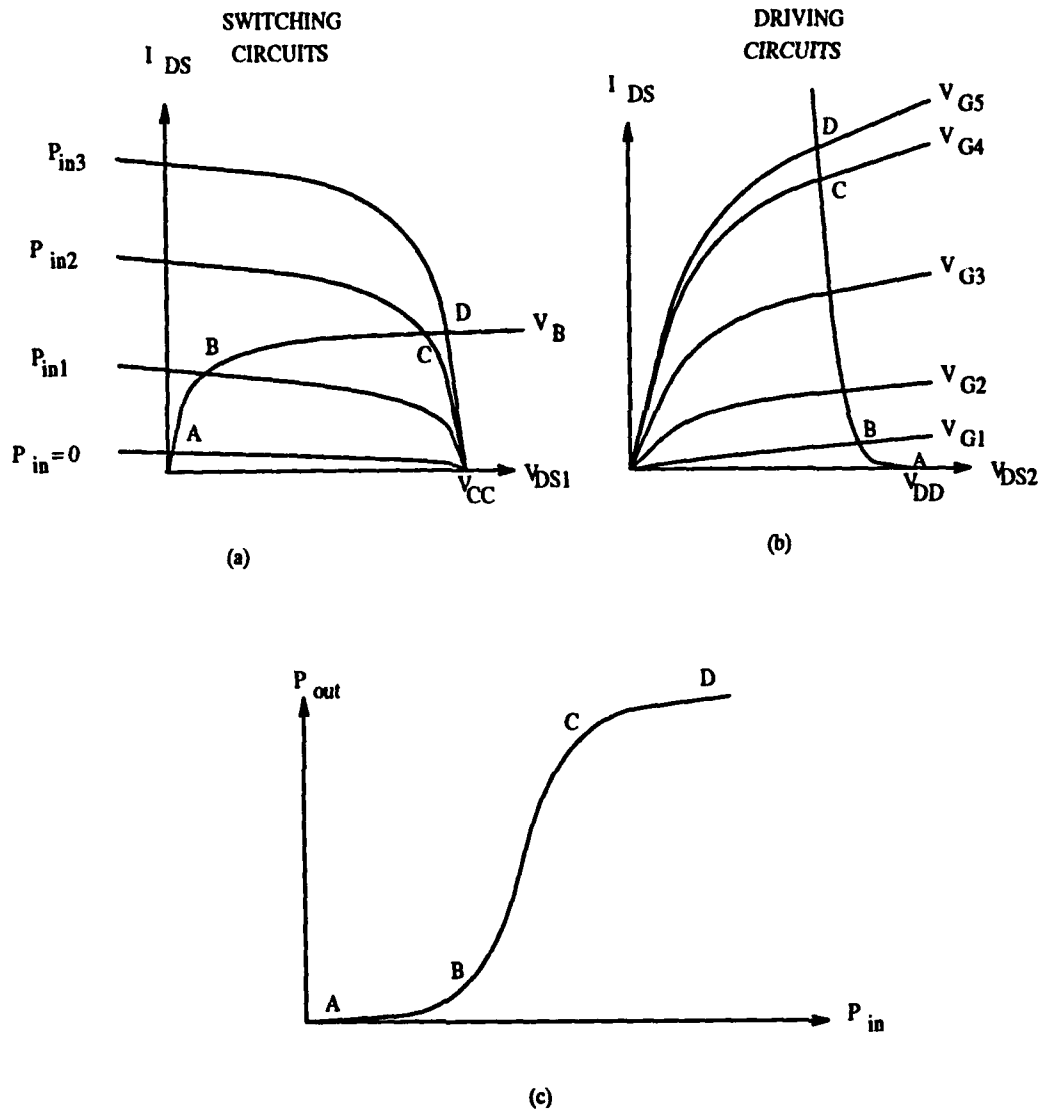 SWITCHING
CIRCUITS
I DS
P in3
P in2
P in1
P in = 0
A
B
C
D
V B
V CC
V DS1
(a)
DRIVING
CIRCUITS
I DS
V G5
V G4
V G3
V G2
V G1
D
C
B
A
V DD
V DS2
(b)
P out
A
B
C
D
P in
(c)